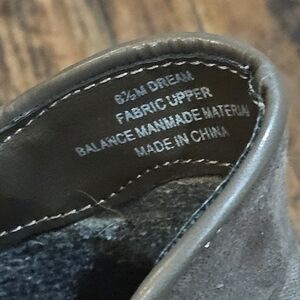 6½M DREAM
FABRIC UPPER
BALANCE MANMADE MATERIAL
MADE IN CHINA